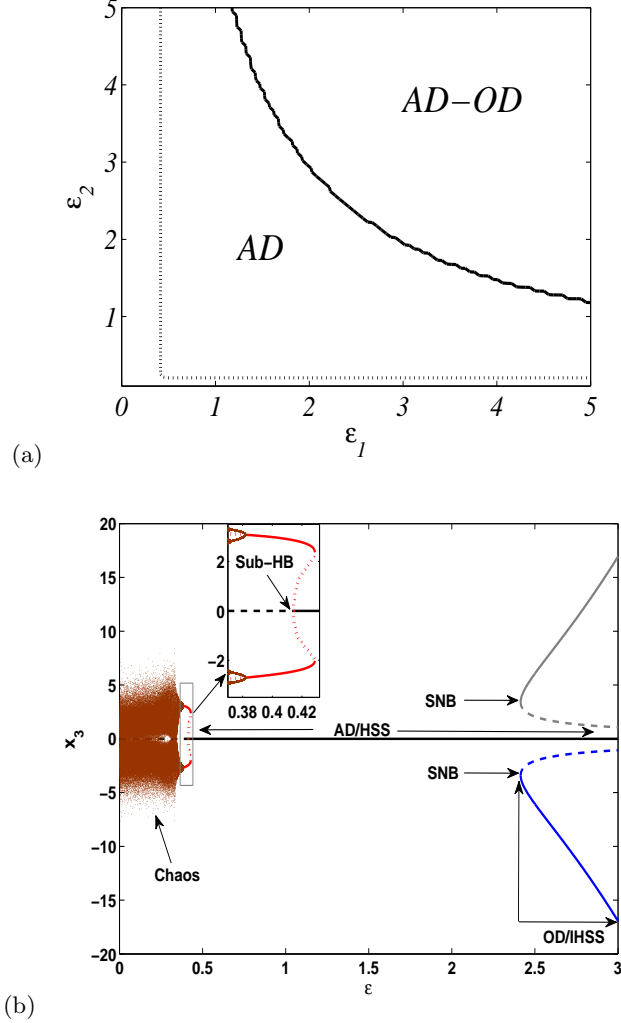 5
4
3
2
1
ε₂
AD-OD
AD
0 1 2 3 4 5
ε₁
(a)
20
15
10
5
0
-5
-10
-15
-20
x₃
2
0
-2
Sub-HB
0.38 0.4 0.42
SNB
AD/HSS
SNB
Chaos
OD/IHSS
0 0.5 1 1.5 2 2.5 3
ε
(b)